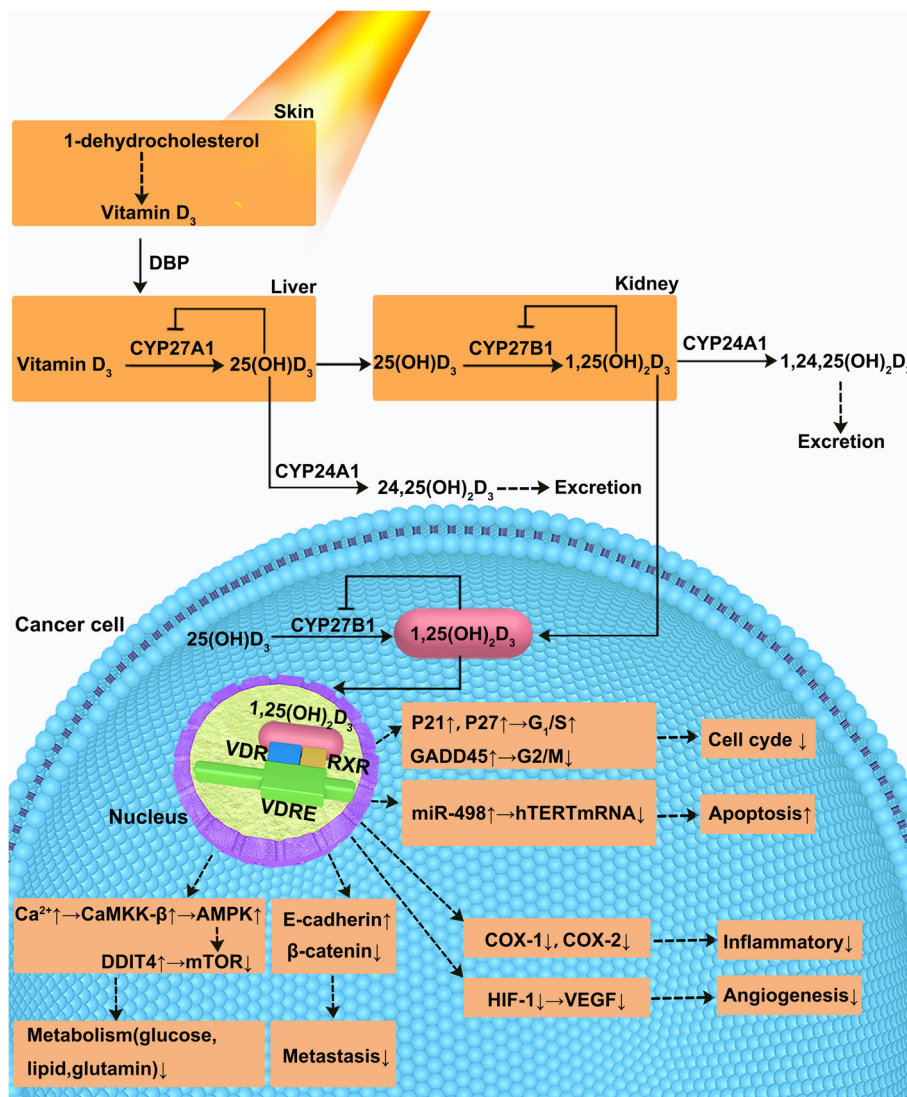 Skin
1-dehydrocholesterol
Vitamin D₃
DBP
Liver
Vitamin D₃
CYP27A1
25(OH)D₃
Kidney
25(OH)D₃
CYP27B1
1,25(OH)₂D₃
CYP24A1
1,24,25(OH)₂D₃
Excretion
CYP24A1
24,25(OH)₂D₃
Excretion
Cancer cell
25(OH)D₃
CYP27B1
1,25(OH)₂D₃
1,25(OH)₂D₃
VDR
RXR
VDRE
Nucleus
P21↑, P27↑→G₁/S↑
GADD45↑→G2/M↓
Cell cyde ↓
miR-498↑→hTERTmRNA↓
Apoptosis↑
Ca²⁺↑→CaMKK-β↑→AMPK↑
DDIT4↑→mTOR↓
Metabolism(glucose,
lipid,glutamin)↓
E-cadherin↑
β-catenin↓
Metastasis↓
COX-1↓, COX-2↓
Inflammatory↓
HIF-1↓→VEGF↓
Angiogenesis↓